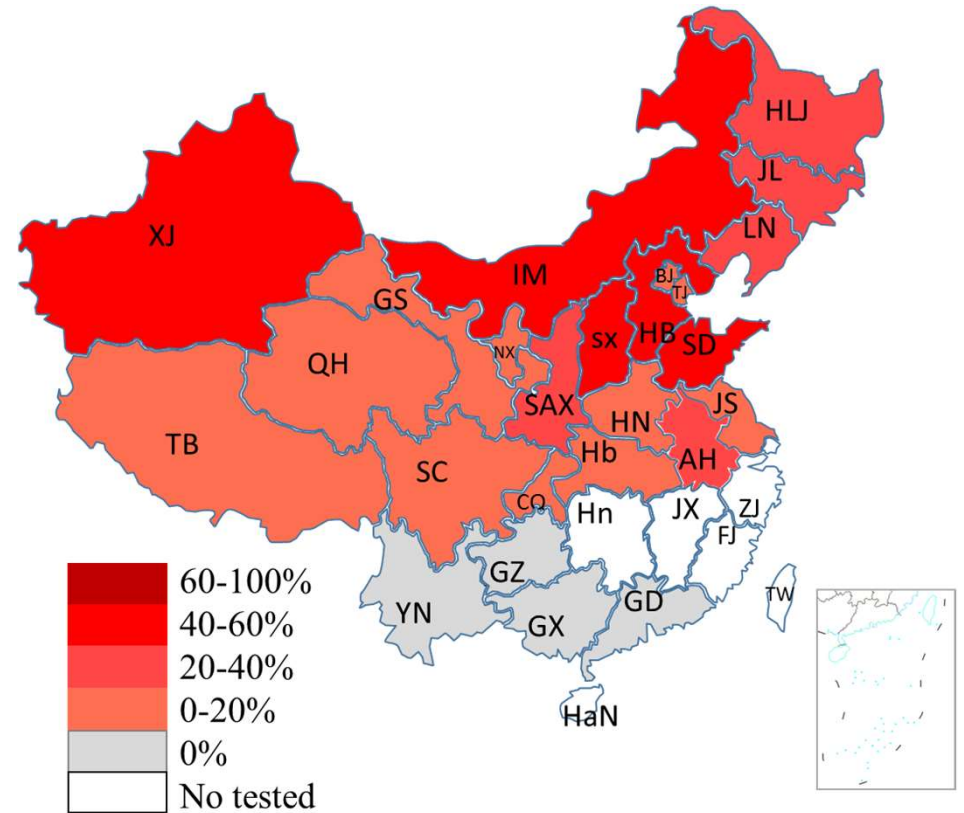 HLJ
JL
LN
XJ
IM
BJ
TJ
GS
HB
SX
SD
NX
QH
SAX
JS
HN
TB
Hb
AH
SC
CQ
Hn
JX
ZJ
FJ
GZ
TW
GD
YN
GX
HaN
60-100%
40-60%
20-40%
0-20%
0%
No tested